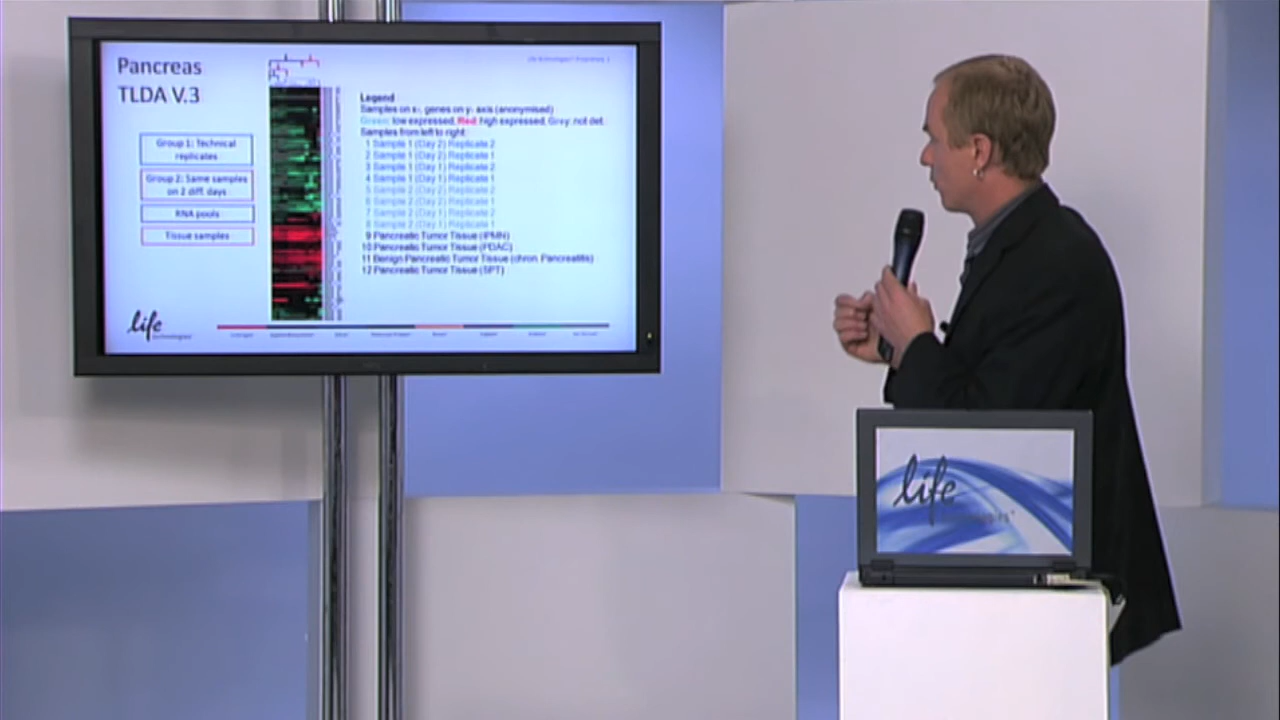 Pancreas
TLDA V.3
Group 1: Technical
replicates
Group 2: Same samples
on 2 diff. days
RNA pools
Tissue samples
Legend
Samples on x-, genes on y- axis (anonymised)
Green: low expressed, Red: high expressed, Grey: not det.
Samples from left to right:
1 Sample 1 (Day 2) Replicate 2
2 Sample 1 (Day 2) Replicate 1
3 Sample 1 (Day 1) Replicate 2
4 Sample 1 (Day 1) Replicate 1
5 Sample 2 (Day 2) Replicate 2
6 Sample 2 (Day 2) Replicate 1
7 Sample 2 (Day 1) Replicate 2
8 Sample 2 (Day 1) Replicate 1
9 Pancreatic Tumor Tissue (IPMN)
10 Pancreatic Tumor Tissue (PDAC)
11 Benign Pancreatic Tumor Tissue (chron. Pancreatitis)
12 Pancreatic Tumor Tissue (SPT)
life
technologies
life